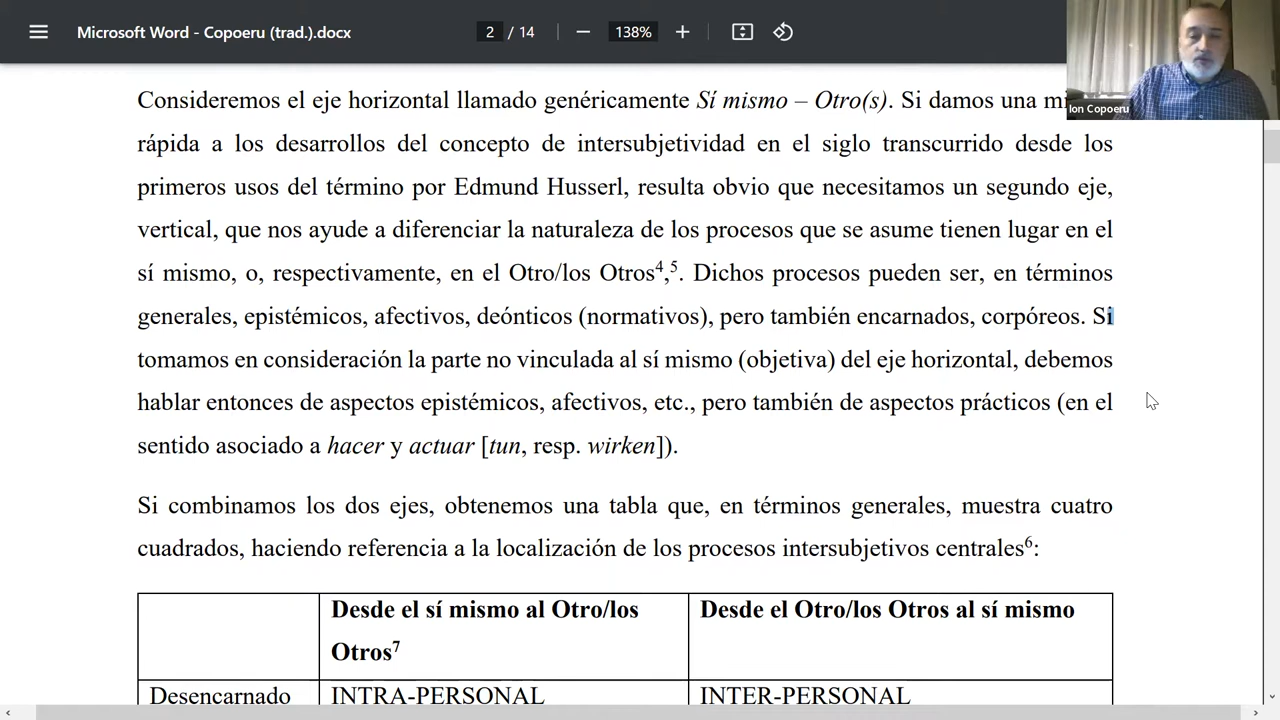 Microsoft Word - Copoeru (trad.).docx
2 / 14
138%
Ion Copoeru
Consideremos el eje horizontal llamado genéricamente Sí mismo – Otro(s). Si damos una
rápida a los desarrollos del concepto de intersubjetividad en el siglo transcurrido desde los
primeros usos del término por Edmund Husserl, resulta obvio que necesitamos un segundo eje,
vertical, que nos ayude a diferenciar la naturaleza de los procesos que se asume tienen lugar en el
sí mismo, o, respectivamente, en el Otro/los Otros4,5. Dichos procesos pueden ser, en términos
generales, epistémicos, afectivos, deónticos (normativos), pero también encarnados, corpóreos. Si
tomamos en consideración la parte no vinculada al sí mismo (objetiva) del eje horizontal, debemos
hablar entonces de aspectos epistémicos, afectivos, etc., pero también de aspectos prácticos (en el
sentido asociado a hacer y actuar [tun, resp. wirken]).
Si combinamos los dos ejes, obtenemos una tabla que, en términos generales, muestra cuatro
cuadrados, haciendo referencia a la localización de los procesos intersubjetivos centrales6:
Desde el sí mismo al Otro/los
Otros7
Desde el Otro/los Otros al sí mismo
Desencarnado
INTRA-PERSONAL
INTER-PERSONAL